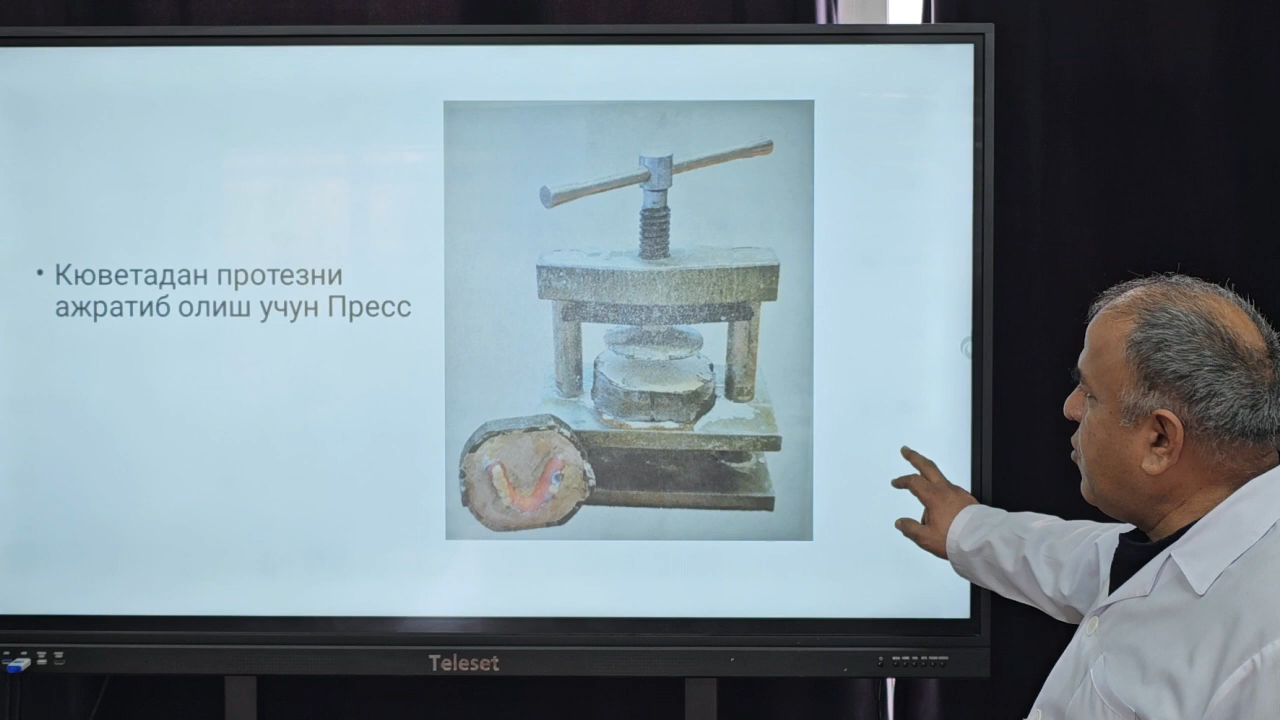 • Кюветадан протезни
ажратиб олиш учун Пресс
Teleset